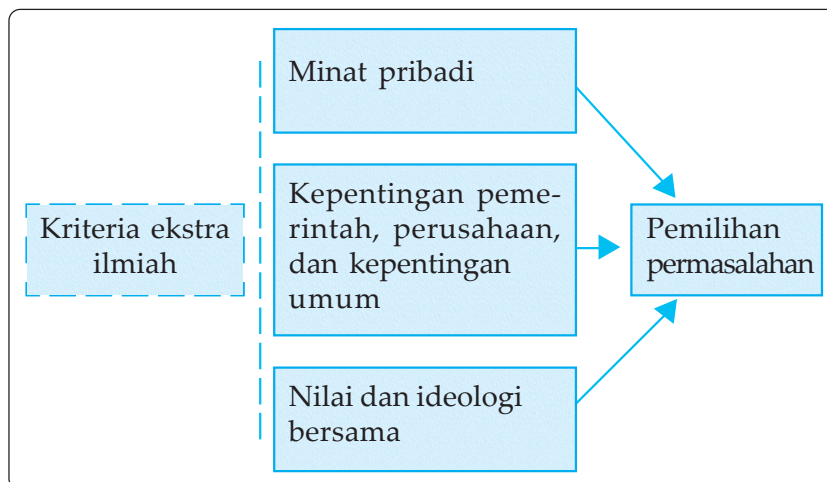 Minat pribadi
Kriteria ekstra
ilmiah
Kepentingan peme-
rintah, perusahaan,
dan kepentingan
umum
Pemilihan
permasalahan
Nilai dan ideologi
bersama